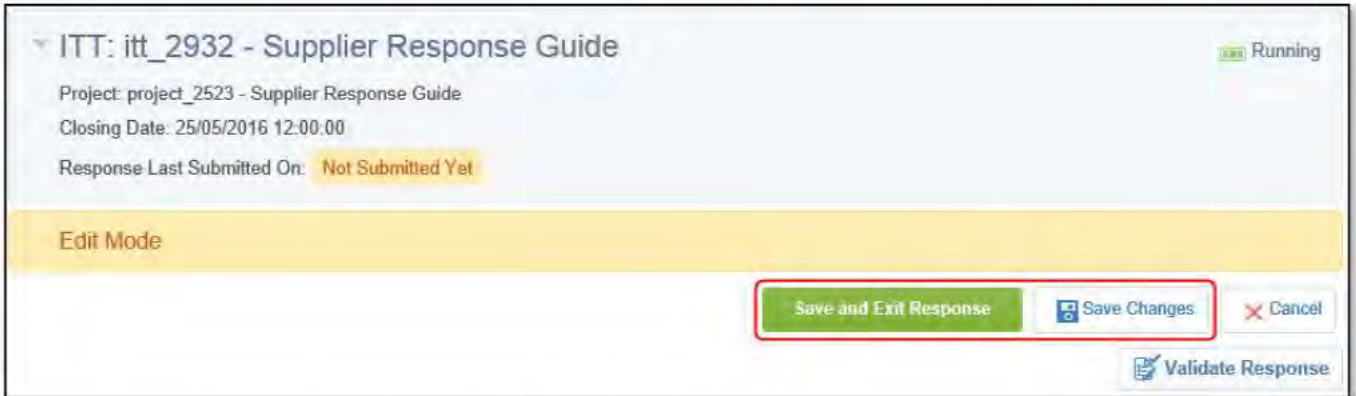 ITT: itt_2932 - Supplier Response Guide
Running
Project: project_2523 - Supplier Response Guide
Closing Date: 25/05/2016 12:00:00
Response Last Submitted On: Not Submitted Yet
Edit Mode
Save and Exit Response Save Changes Cancel
Validate Response